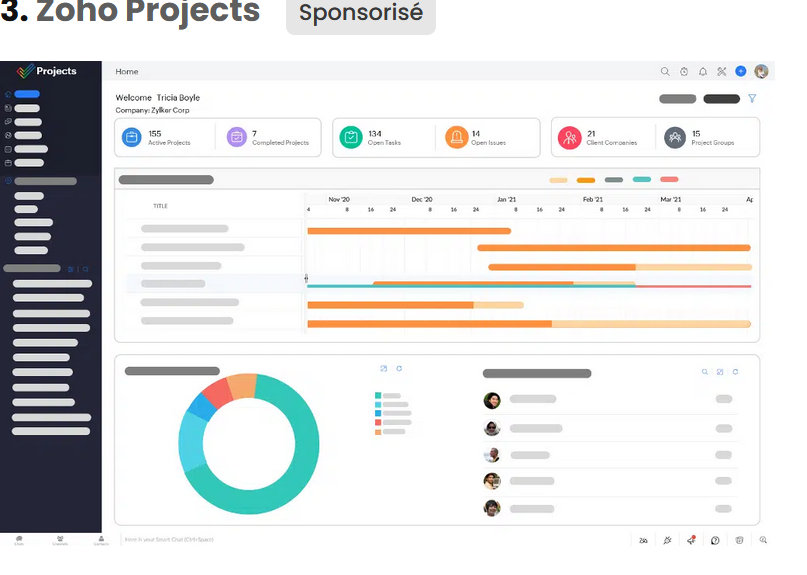 3. Zoho Projects Sponsorisé
Projects
Home
Welcome Tricia Boyle
Company: Zylker Corp
155 Active Projects
7 Completed Projects
134 Open Tasks
14 Open Issues
21 Client Companies
15 Project Groups
TITLE
Nov '20 Dec '20 Jan '21 Feb '21 Mar '21 Ap
4 8 16 24 8 16 24 8 16 24 8 16 24 8 16 24
Here is your Smart Chat (Ctrl+Space)